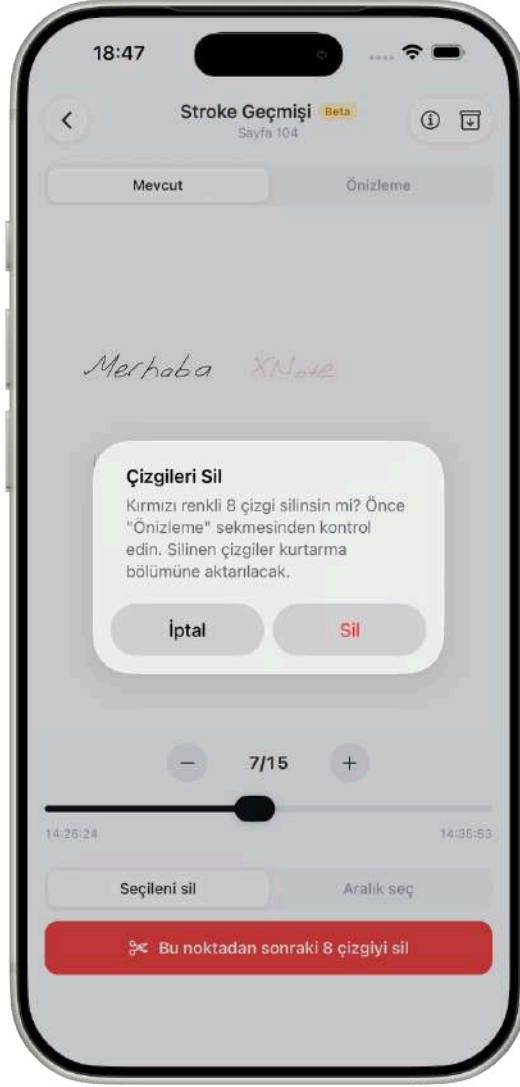 18:47
Stroke Geçmişi Beta
Sayfa 104
Mevcut Önizleme
Merhaba XNote
Çizgileri Sil
Kırmızı renkli 8 çizgi silinsin mi? Önce
"Önizleme" sekmesinden kontrol
edin. Silinen çizgiler kurtarma
bölümüne aktarılacak.
İptal Sil
7/15
14:26:24 14:35:53
Seçileni sil Aralık seç
Bu noktadan sonraki 8 çizgiyi sil